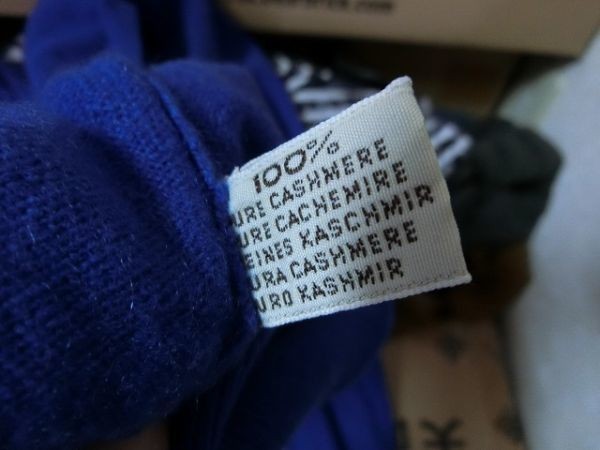 100%
URE CASHMERE
URE CACHEMIRE
EINES KASCHMIR
URA CASHMERE
URO KASHMIR